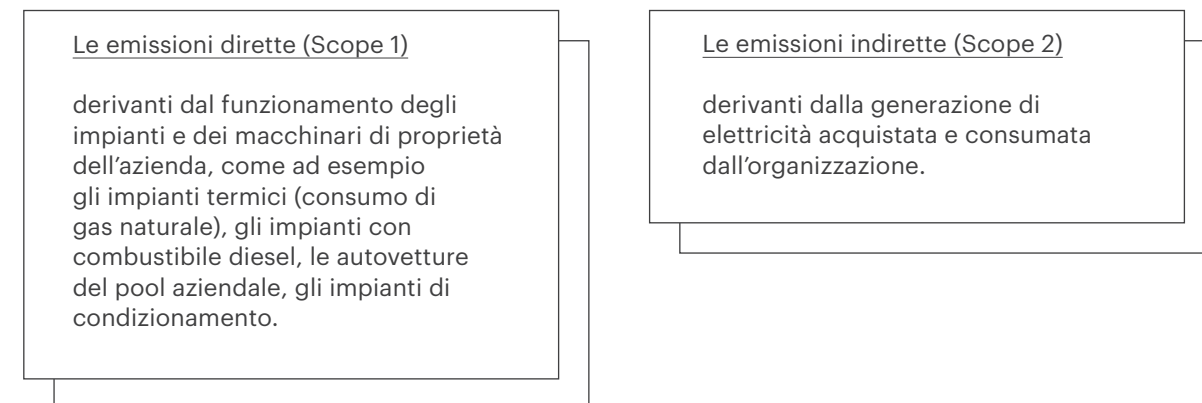 Le emissioni dirette (Scope 1)
derivanti dal funzionamento degli
impianti e dei macchinari di proprietà
dell’azienda, come ad esempio
gli impianti termici (consumo di
gas naturale), gli impianti con
combustibile diesel, le autovetture
del pool aziendale, gli impianti di
condizionamento.
Le emissioni indirette (Scope 2)
derivanti dalla generazione di
elettricità acquistata e consumata
dall’organizzazione.